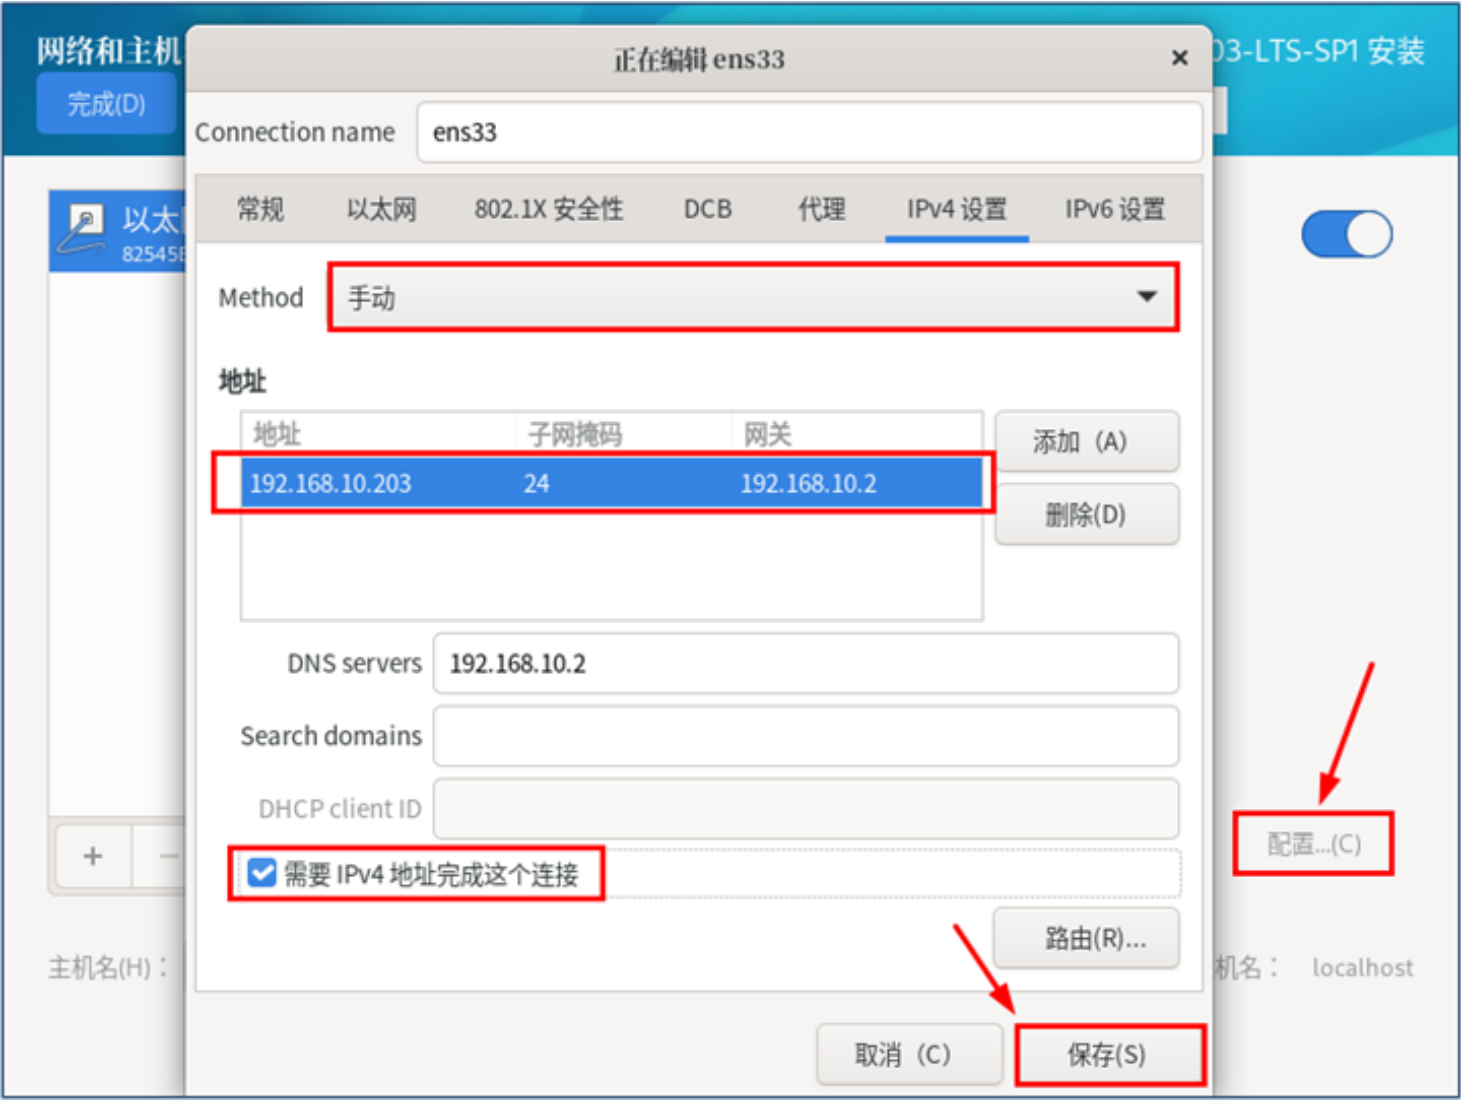 网络和主机
正在编辑 ens33
03-LTS-SP1 安装
完成(D)
Connection name
ens33
常规
以太网
802.1X 安全性
DCB
代理
IPv4 设置
IPv6 设置
以太
82545E
Method
手动
地址
地址
子网掩码
网关
192.168.10.203
24
192.168.10.2
添加（A）
删除(D)
DNS servers
192.168.10.2
Search domains
DHCP client ID
需要 IPv4 地址完成这个连接
配置...(C)
路由(R)...
主机名(H)：
机名：
localhost
取消（C）
保存(S)